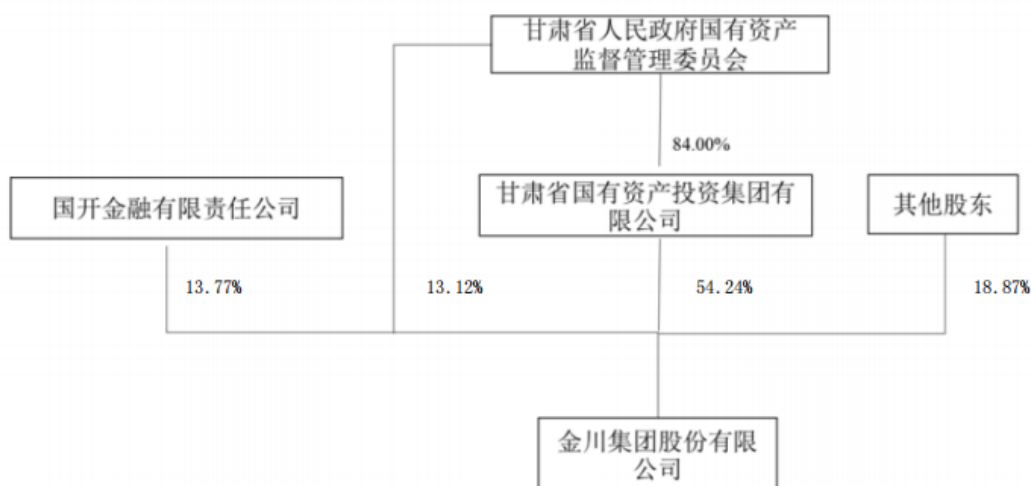 甘肃省人民政府国有资产
监督管理委员会
84.00%
国开金融有限责任公司
甘肃省国有资产投资集团有
限公司
其他股东
13.77%
13.12%
54.24%
18.87%
金川集团股份有限
公司